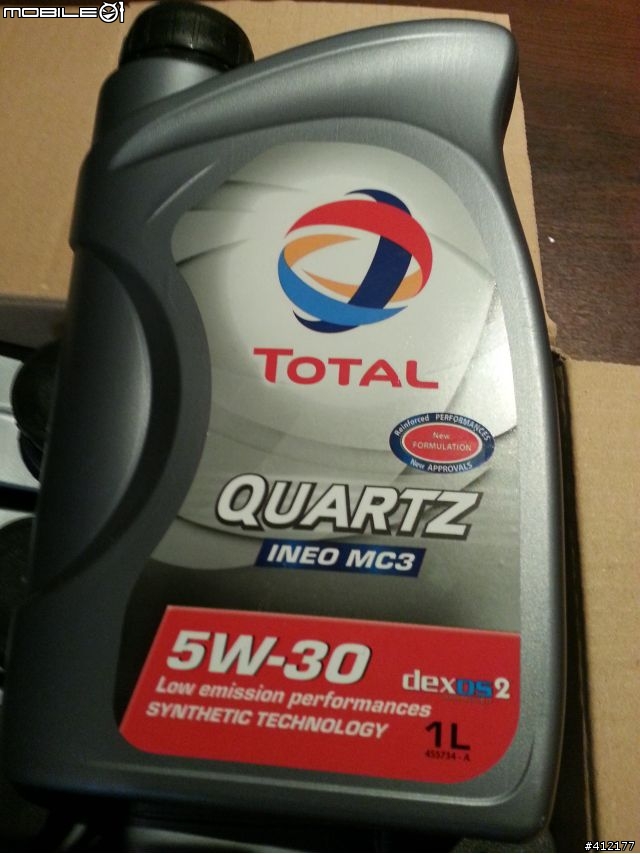 MOBILE01
TOTAL
Reinforced PERFORMANCES
New
FORMULATION
New APPROVALS
QUARTZ
INEO MC3
5W-30
Low emission performances
SYNTHETIC TECHNOLOGY
dexos2
1L
455734 - A
#412177